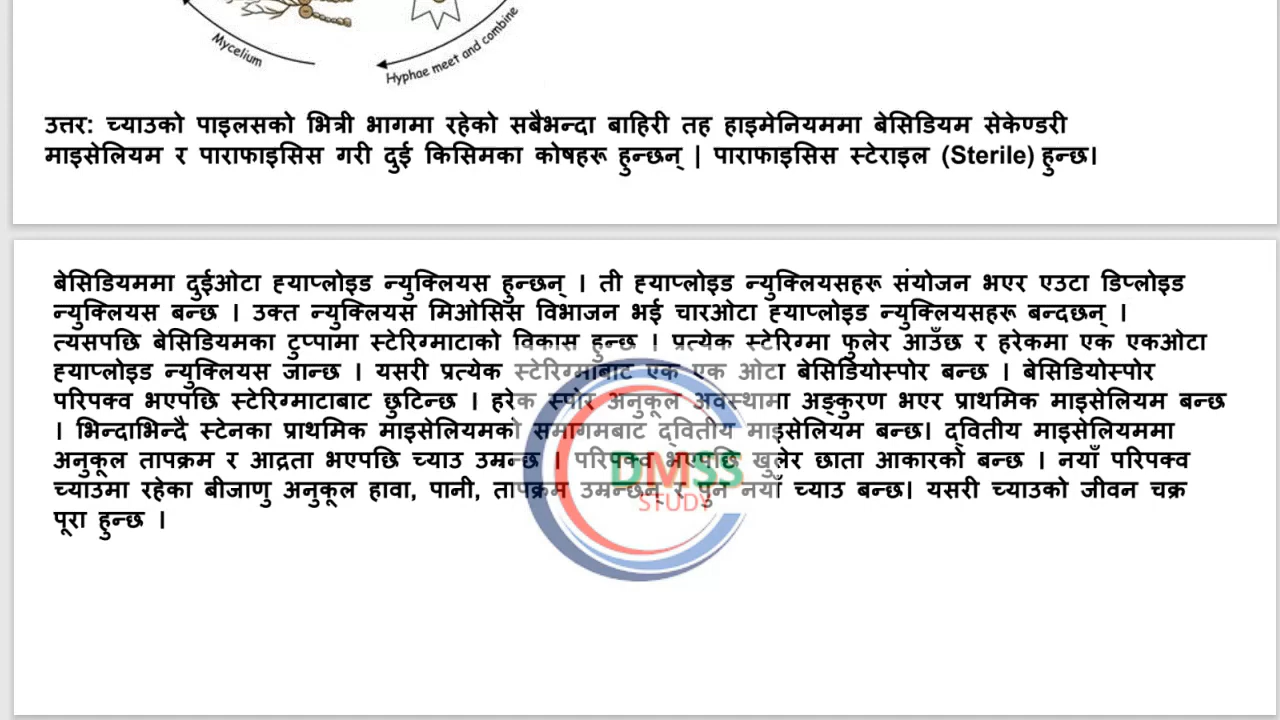 Mycelium
Hyphae meet and combine
उत्तर: च्याउको पाइलसको भित्री भागमा रहेको सबैभन्दा बाहिरी तह हाइमेनियममा बेसिडियम सेकेण्डरी
माइसेलियम र पाराफाइसिस गरी दुई किसिमका कोषहरू हुन्छन् | पाराफाइसिस स्टेराइल (Sterile) हुन्छ।
बेसिडियममा दुईओटा ह्याप्लोइड न्युक्लियस हुन्छन् । ती ह्याप्लोइड न्युक्लियसहरू संयोजन भएर एउटा डिप्लोइड
न्युक्लियस बन्छ । उक्त न्युक्लियस मिओसिस विभाजन भई चारओटा ह्याप्लोइड न्युक्लियसहरू बन्दछन् ।
त्यसपछि बेसिडियमका टुप्पामा स्टेरिग्माटाको विकास हुन्छ । प्रत्येक स्टेरिग्मा फुलेर आउँछ र हरेकमा एक एकओटा
ह्याप्लोइड न्युक्लियस जान्छ । यसरी प्रत्येक स्टेरिग्माबाट एक एक ओटा बेसिडियोस्पोर बन्छ । बेसिडियोस्पोर
परिपक्व भएपछि स्टेरिग्माटाबाट छुटिन्छ । हरेक स्पोर अनुकूल अवस्थामा अङ्कुरण भएर प्राथमिक माइसेलियम बन्छ
। भिन्दाभिन्दै स्टेनका प्राथमिक माइसेलियमको समागमबाट द्वितीय माइसेलियम बन्छ। द्वितीय माइसेलियममा
अनुकूल तापक्रम र आद्रता भएपछि च्याउ उम्रन्छ । परिपक्व भएपछि खुलेर छाता आकारको बन्छ । नयाँ परिपक्व
च्याउमा रहेका बीजाणु अनुकूल हावा, पानी, तापक्रम उम्रन्छन् र पुन नयाँ च्याउ बन्छ। यसरी च्याउको जीवन चक्र
पूरा हुन्छ ।
DMSS
STUDY